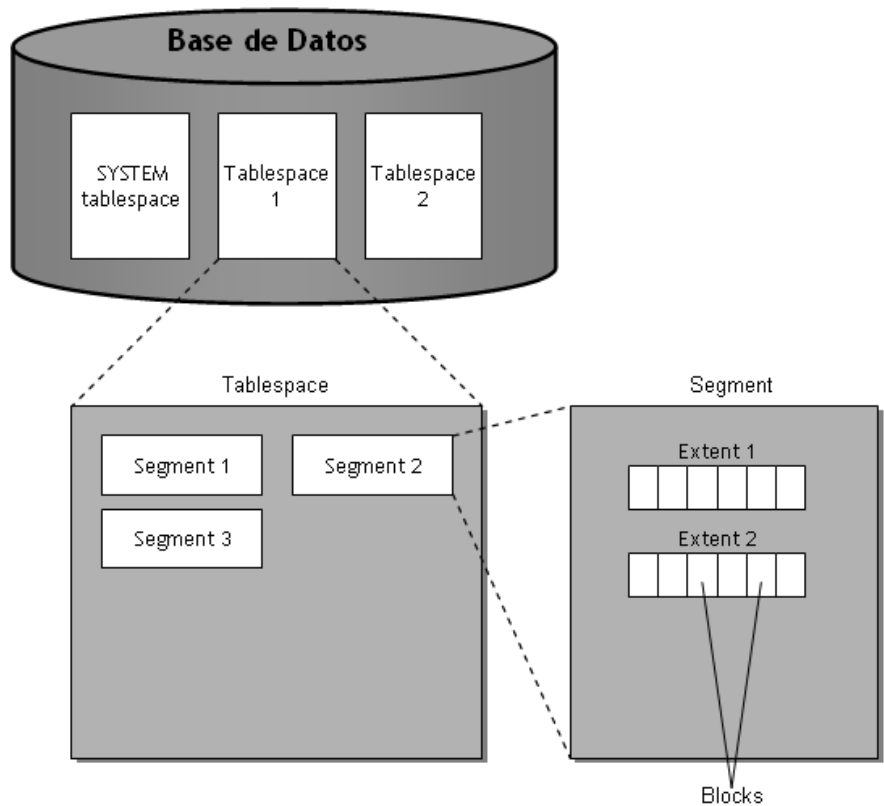 Base de Datos
SYSTEM
tablespace
Tablespace
1
Tablespace
2
Tablespace
Segment 1
Segment 2
Segment 3
Segment
Extent 1
Extent 2
Blocks